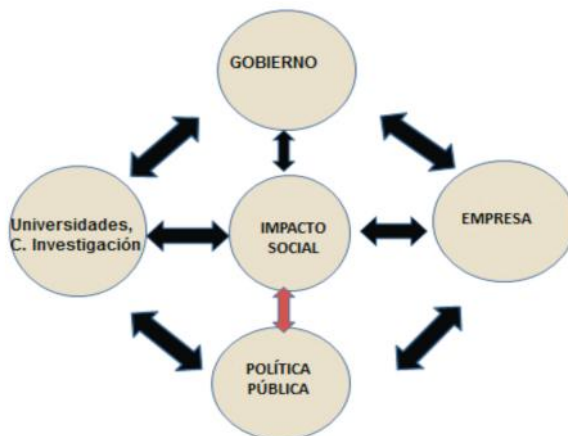 GOBIERNO
Universidades,
C. Investigación
IMPACTO
SOCIAL
EMPRESA
POLÍTICA
PÚBLICA